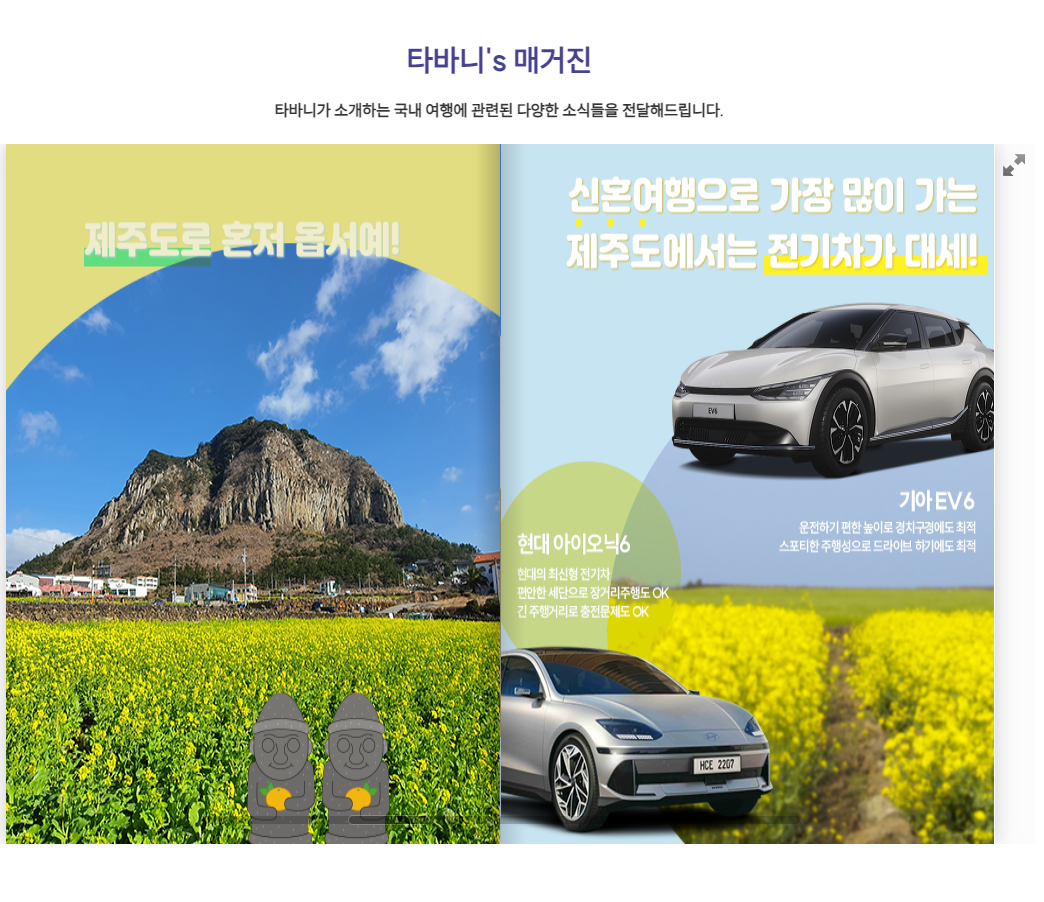 타바니's 매거진
타바니가 소개하는 국내 여행에 관련된 다양한 소식들을 전달해드립니다.
제주도로 혼저 옵서예!
신혼여행으로 가장 많이 가는
제주도에서는 전기차가 대세!
EV6
기아 EV6
운전하기 편한 높이로 경치구경에도 최적
스포티한 주행성으로 드라이브 하기에도 최적
현대 아이오닉6
현대의 최신형 전기차
편안한 세단으로 장거리주행도 OK
긴 주행거리로 충전문제도 OK
HCE 2207